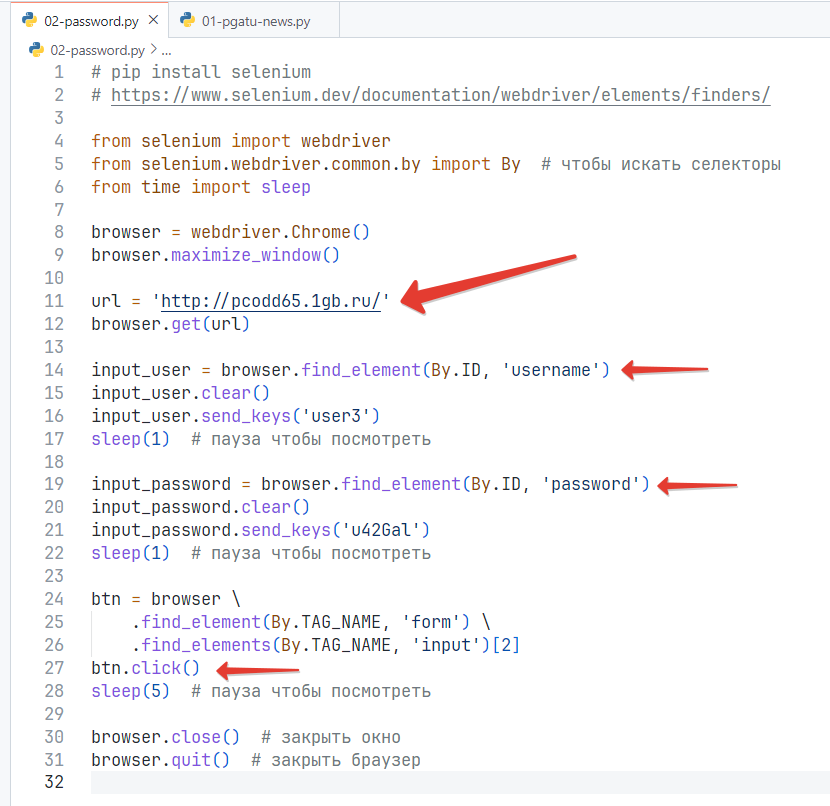 02-password.py
01-pgatu-news.py
02-password.py > ...
1 # pip install selenium
2 # https://www.selenium.dev/documentation/webdriver/elements/finders/
3
4 from selenium import webdriver
5 from selenium.webdriver.common.by import By  # чтобы искать селекторы
6 from time import sleep
7
8 browser = webdriver.Chrome()
9 browser.maximize_window()
10
11 url = 'http://pcodd65.1gb.ru/'
12 browser.get(url)
13
14 input_user = browser.find_element(By.ID, 'username')
15 input_user.clear()
16 input_user.send_keys('user3')
17 sleep(1)  # пауза чтобы посмотреть
18
19 input_password = browser.find_element(By.ID, 'password')
20 input_password.clear()
21 input_password.send_keys('u42Gal')
22 sleep(1)  # пауза чтобы посмотреть
23
24 btn = browser \
25     .find_element(By.TAG_NAME, 'form') \
26     .find_elements(By.TAG_NAME, 'input')[2]
27 btn.click()
28 sleep(5)  # пауза чтобы посмотреть
29
30 browser.close()  # закрыть окно
31 browser.quit()  # закрыть браузер
32